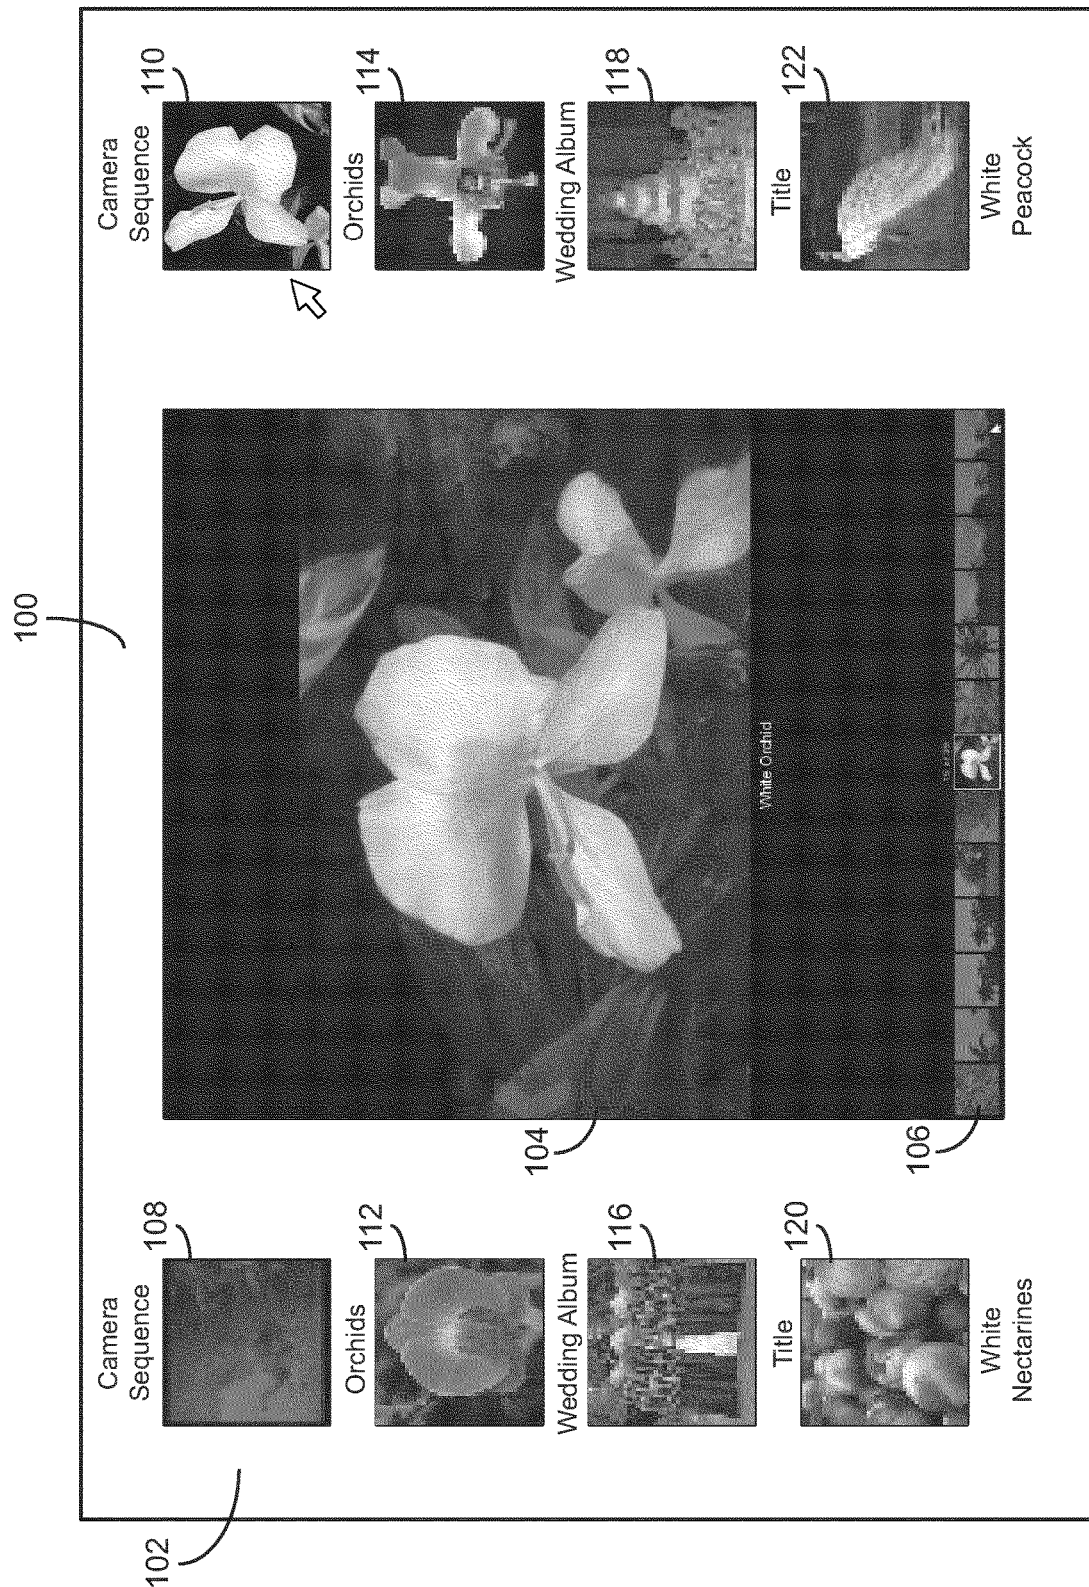 100
102
Camera
Sequence
108
Orchids
112
Wedding Album
116
Title
120
White
Nectarines
104
White Orchid
106
Camera
Sequence
110
Orchids
114
Wedding Album
118
Title
122
White
Peacock